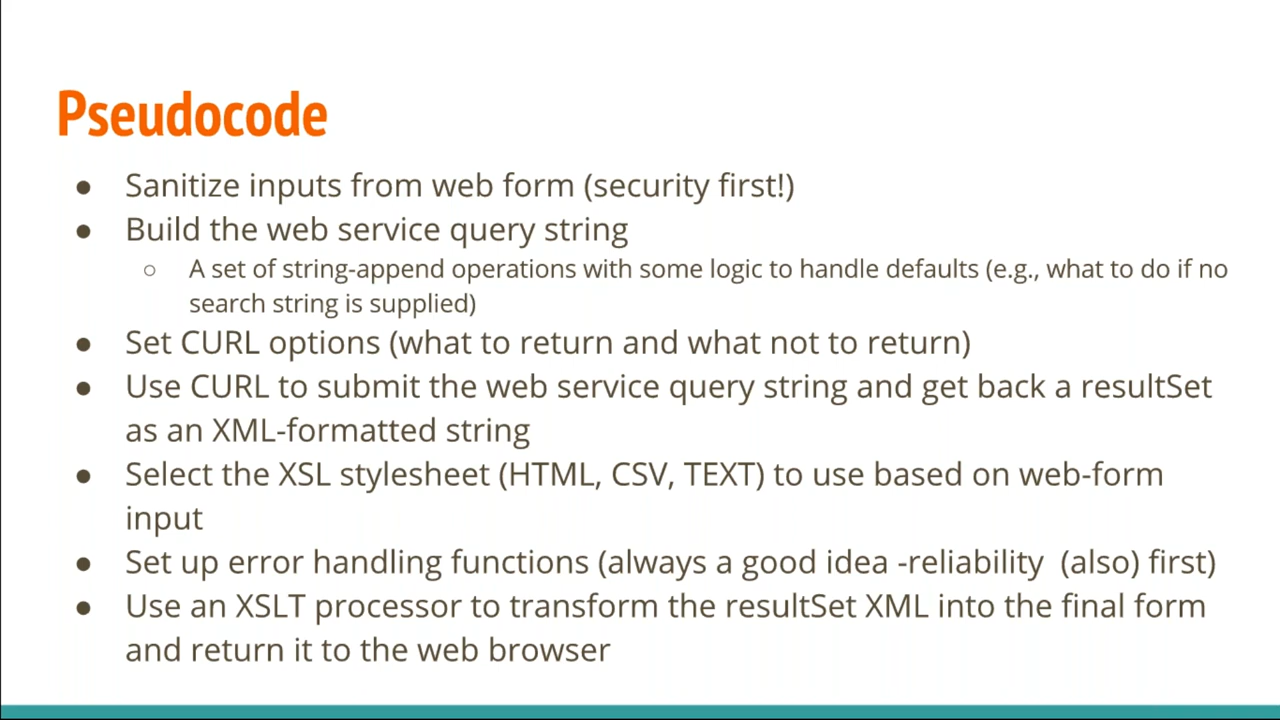 Pseudocode
● Sanitize inputs from web form (security first!)
● Build the web service query string
○ A set of string-append operations with some logic to handle defaults (e.g., what to do if no
search string is supplied)
● Set CURL options (what to return and what not to return)
● Use CURL to submit the web service query string and get back a resultSet
as an XML-formatted string
● Select the XSL stylesheet (HTML, CSV, TEXT) to use based on web-form
input
● Set up error handling functions (always a good idea -reliability  (also) first)
● Use an XSLT processor to transform the resultSet XML into the final form
and return it to the web browser